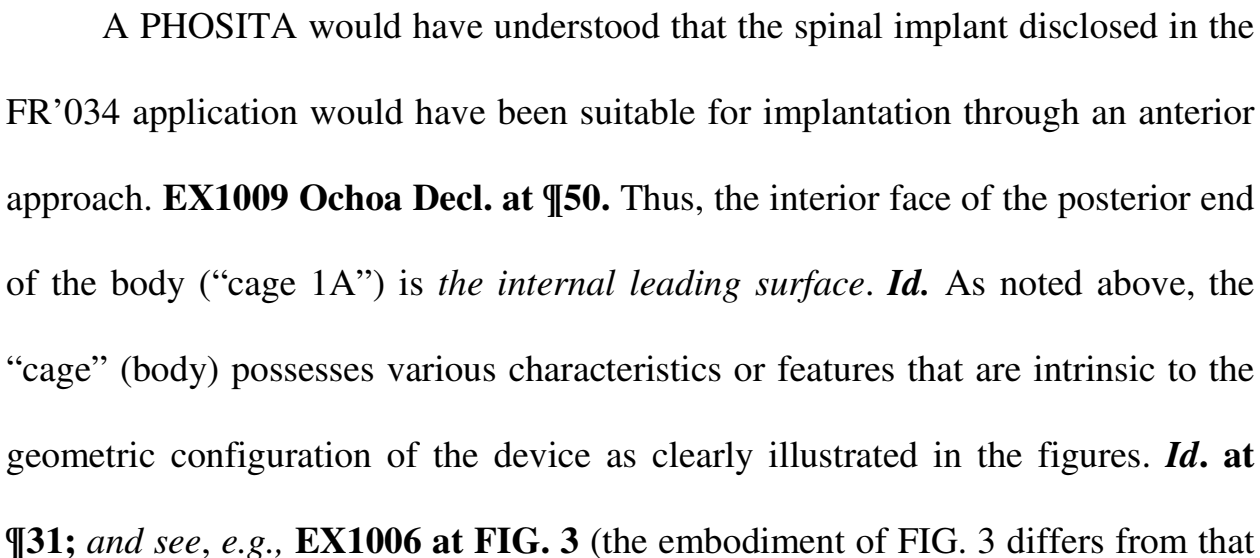 A PHOSITA would have understood that the spinal implant disclosed in the
FR’034 application would have been suitable for implantation through an anterior
approach. EX1009 Ochoa Decl. at ¶50. Thus, the interior face of the posterior end
of the body (“cage 1A”) is the internal leading surface. Id. As noted above, the
“cage” (body) possesses various characteristics or features that are intrinsic to the
geometric configuration of the device as clearly illustrated in the figures. Id. at
¶31; and see, e.g., EX1006 at FIG. 3 (the embodiment of FIG. 3 differs from that